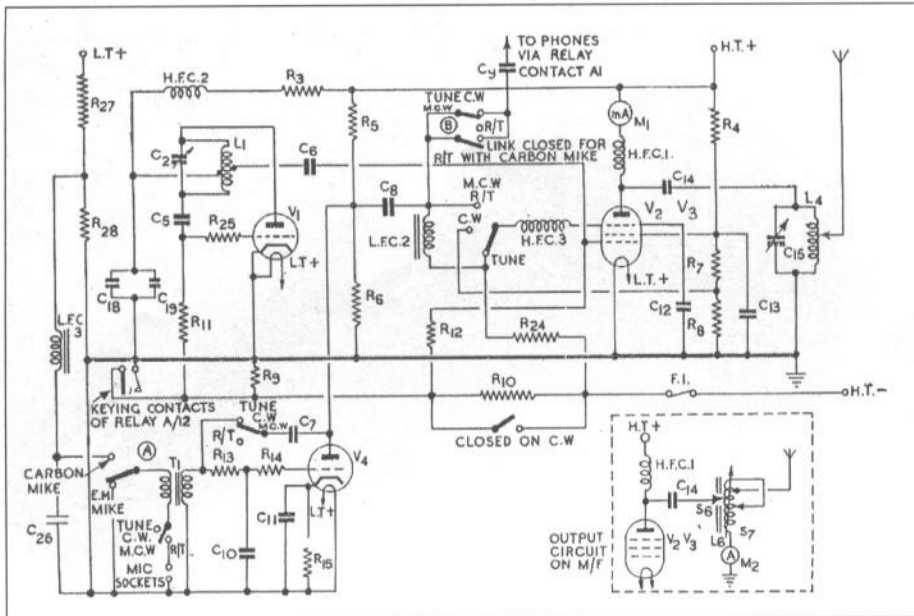 L.T+
TO PHONES
VIA RELAY
CONTACT A1
H.T.+
H.F.C.2
R3
Cy
R27
TUNE C.W
M.C.W
B
R/T
mA
M1
R5
LINK CLOSED FOR
R/T WITH CARBON MIKE
R4
L1
C2
C6
H.F.C.1.
C14
L4
C8
M.C.W
R/T
C5
R25
V1
C.W
V2 V3
R28
L.F.C.2
H.F.C.3
C15
LT+
TUNE
L.T.+
R7
C18
C19
R11
R6
C12
R8
C13
L.F.C
3
R12
R24
R9
R10
F.I.
H.T.-
KEYING CONTACTS
OF RELAY A/12
TUNE
C.W
M.C.W
C7
CLOSED ON C.W
R/T
H.T+
A
CARBON
MIKE
T1
R13
R14
V4
H.F.C.1
C14
E.M.
MIKE
L.T+
S6
C26
C11
TUNE
C.W.
M.C.W
R/T
C10
R15
OUTPUT
CIRCUIT
ON M/F
V2 V3
L6
S7
A
M2
MIC
SOCKETS